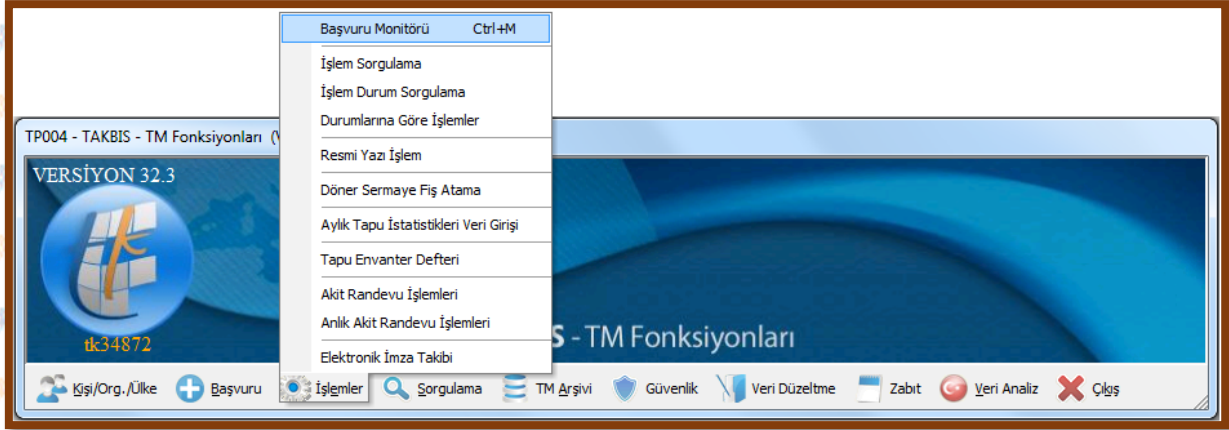 Başvuru Monitörü Ctrl+M
İşlem Sorgulama
İşlem Durum Sorgulama
Durumlarına Göre İşlemler
Resmi Yazı İşlem
Döner Sermaye Fiş Atama
Aylık Tapu İstatistikleri Veri Girişi
Tapu Envanter Defteri
Akit Randevu İşlemleri
Anlık Akit Randevu İşlemleri
Elektronik İmza Takibi
TP004 - TAKBIS - TM Fonksiyonları (V
VERSİYON 32.3
tk34872
S - TM Fonksiyonları
Kişi/Org./Ülke Başvuru İşlemler Sorgulama TM Arşivi Güvenlik Veri Düzeltme Zabıt Veri Analiz Çıkış